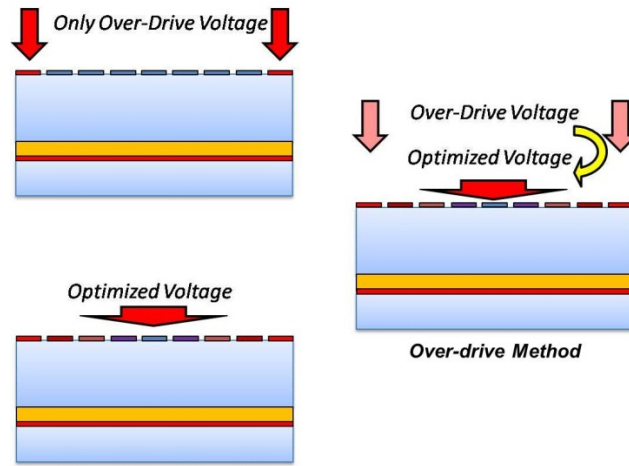 Only Over-Drive Voltage
Over-Drive Voltage
Optimized Voltage
Optimized Voltage
Over-drive Method